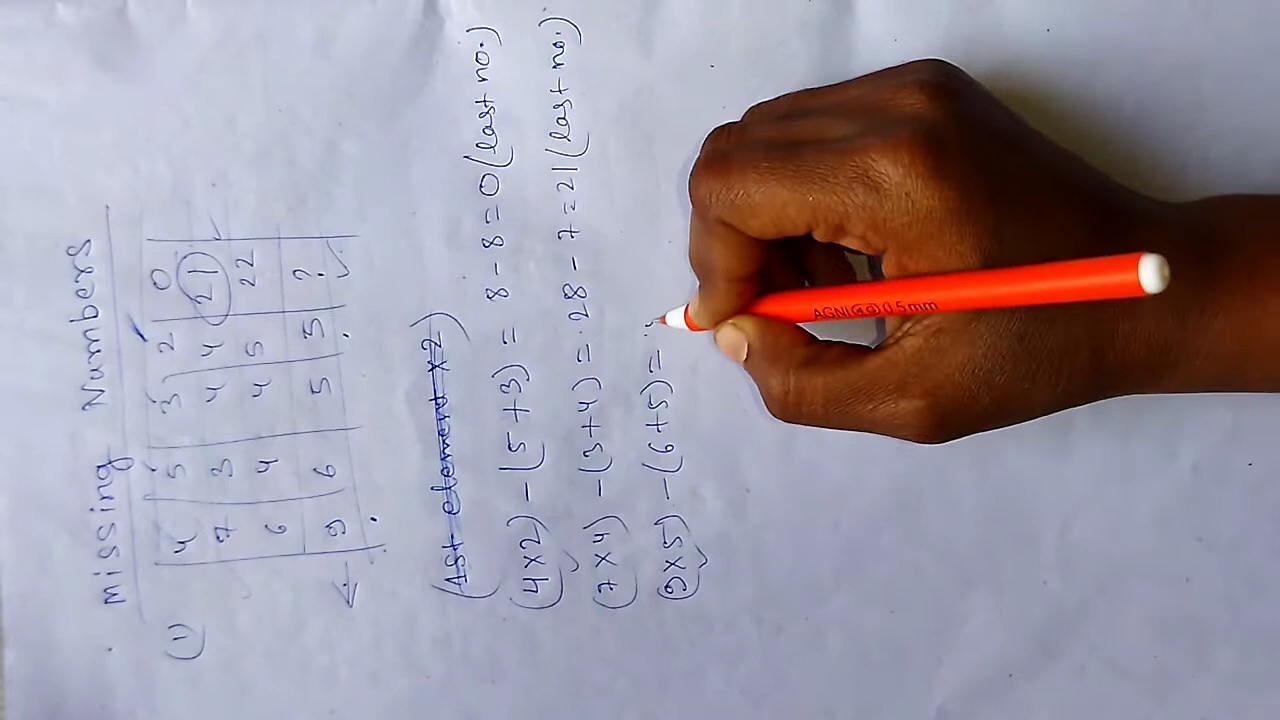 Missing Numbers
(1)
4 5 3 2 0
7 3 4 4 21
6 4 4 5 22
9 6 5 5 ?
(1st element x2)
(4x2) - (5+3) = 8 - 8 = 0 (last no.)
(7x4) - (3+4) = 28 - 7 = 21 (last no.)
(9x5) - (6+5) =
AGNI GO 0.5mm